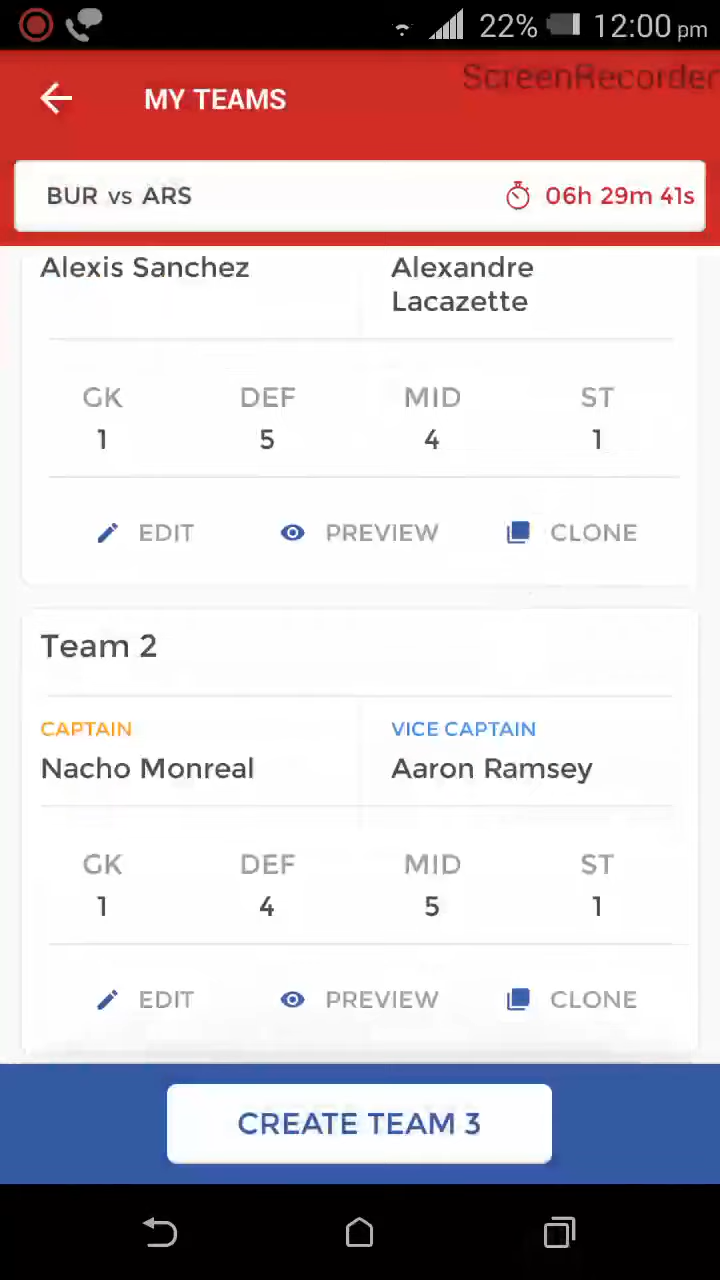 22% 12:00 pm
ScreenRecorder
MY TEAMS
BUR vs ARS 06h 29m 41s
Alexis Sanchez Alexandre
Lacazette
GK DEF MID ST
1 5 4 1
EDIT PREVIEW CLONE
Team 2
CAPTAIN VICE CAPTAIN
Nacho Monreal Aaron Ramsey
GK DEF MID ST
1 4 5 1
EDIT PREVIEW CLONE
CREATE TEAM 3